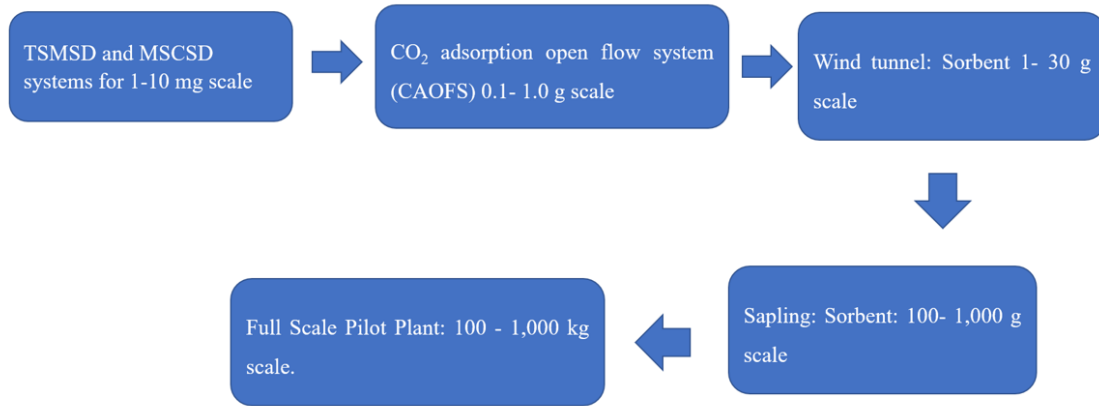 TSMSD and MSCSD
systems for 1-10 mg scale
CO₂ adsorption open flow system
(CAOFS) 0.1- 1.0 g scale
Wind tunnel: Sorbent 1- 30 g
scale
Sapling: Sorbent: 100- 1,000 g
scale
Full Scale Pilot Plant: 100 - 1,000 kg
scale.